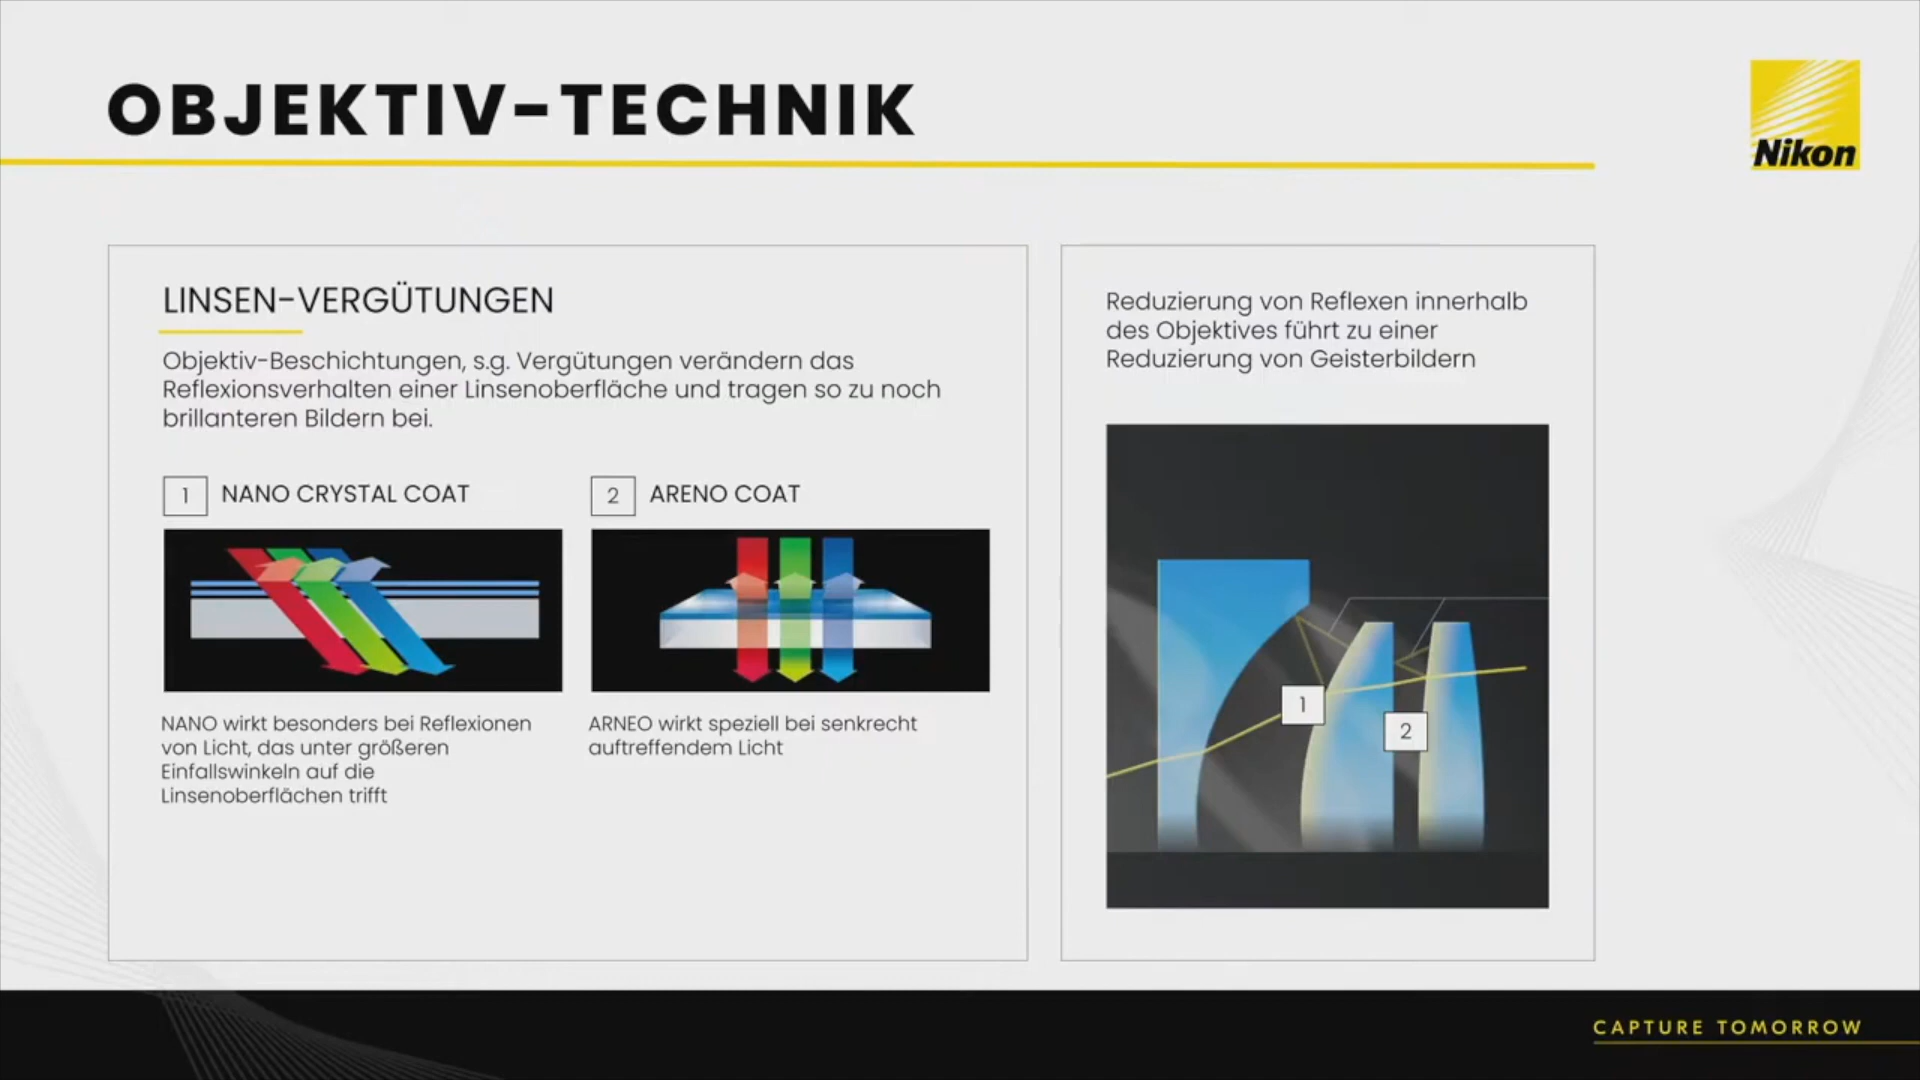 OBJEKTIV-TECHNIK
Nikon
LINSEN-VERGÜTUNGEN
Objektiv-Beschichtungen, s.g. Vergütungen verändern das
Reflexionsverhalten einer Linsenoberfläche und tragen so zu noch
brillanteren Bildern bei.
1 NANO CRYSTAL COAT
NANO wirkt besonders bei Reflexionen
von Licht, das unter größeren
Einfallswinkeln auf die
Linsenoberflächen trifft
2 ARENO COAT
ARNEO wirkt speziell bei senkrecht
auftreffendem Licht
Reduzierung von Reflexen innerhalb
des Objektives führt zu einer
Reduzierung von Geisterbildern
1
2
CAPTURE TOMORROW